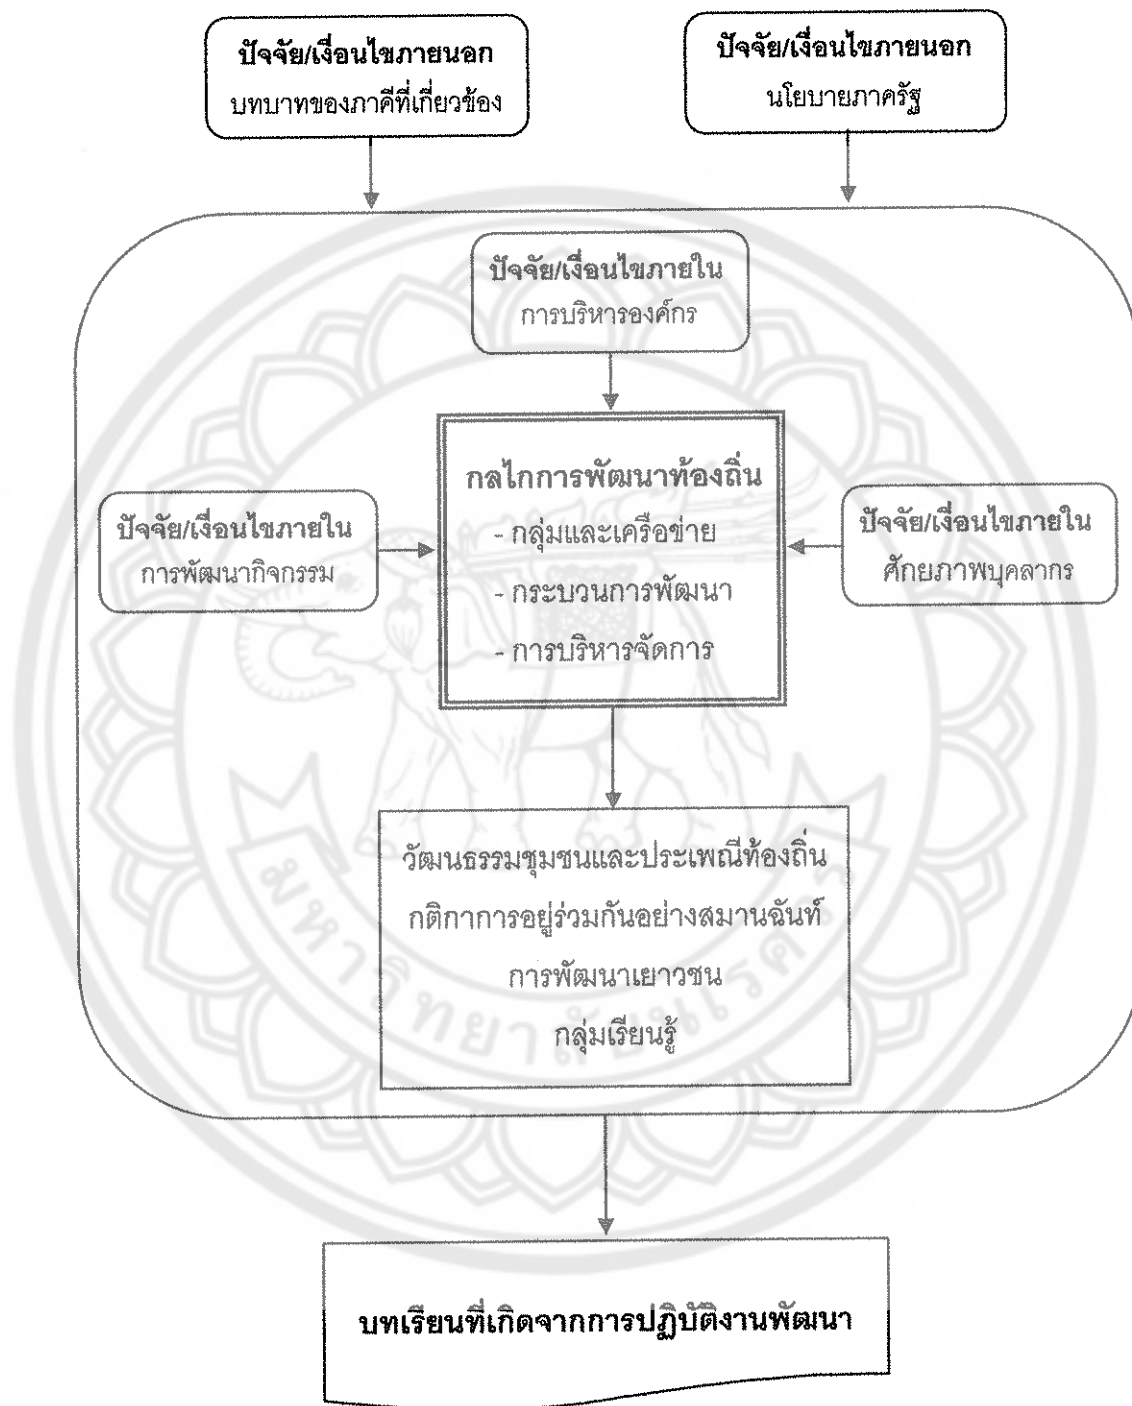 ปัจจัย/เงื่อนไขภายนอก
บทบาทของภาคีที่เกี่ยวข้อง
ปัจจัย/เงื่อนไขภายนอก
นโยบายภาครัฐ
ปัจจัย/เงื่อนไขภายใน
การบริหารองค์กร
ปัจจัย/เงื่อนไขภายใน
การพัฒนากิจกรรม
กลไกการพัฒนาท้องถิ่น
- กลุ่มและเครือข่าย
- กระบวนการพัฒนา
- การบริหารจัดการ
ปัจจัย/เงื่อนไขภายใน
ศักยภาพบุคลากร
วัฒนธรรมชุมชนและประเพณีท้องถิ่น
กติกาการอยู่ร่วมกันอย่างสมานฉันท์
การพัฒนาเยาวชน
กลุ่มเรียนรู้
มหาวิทยาลัยนเรศวร
บทเรียนที่เกิดจากการปฏิบัติงานพัฒนา